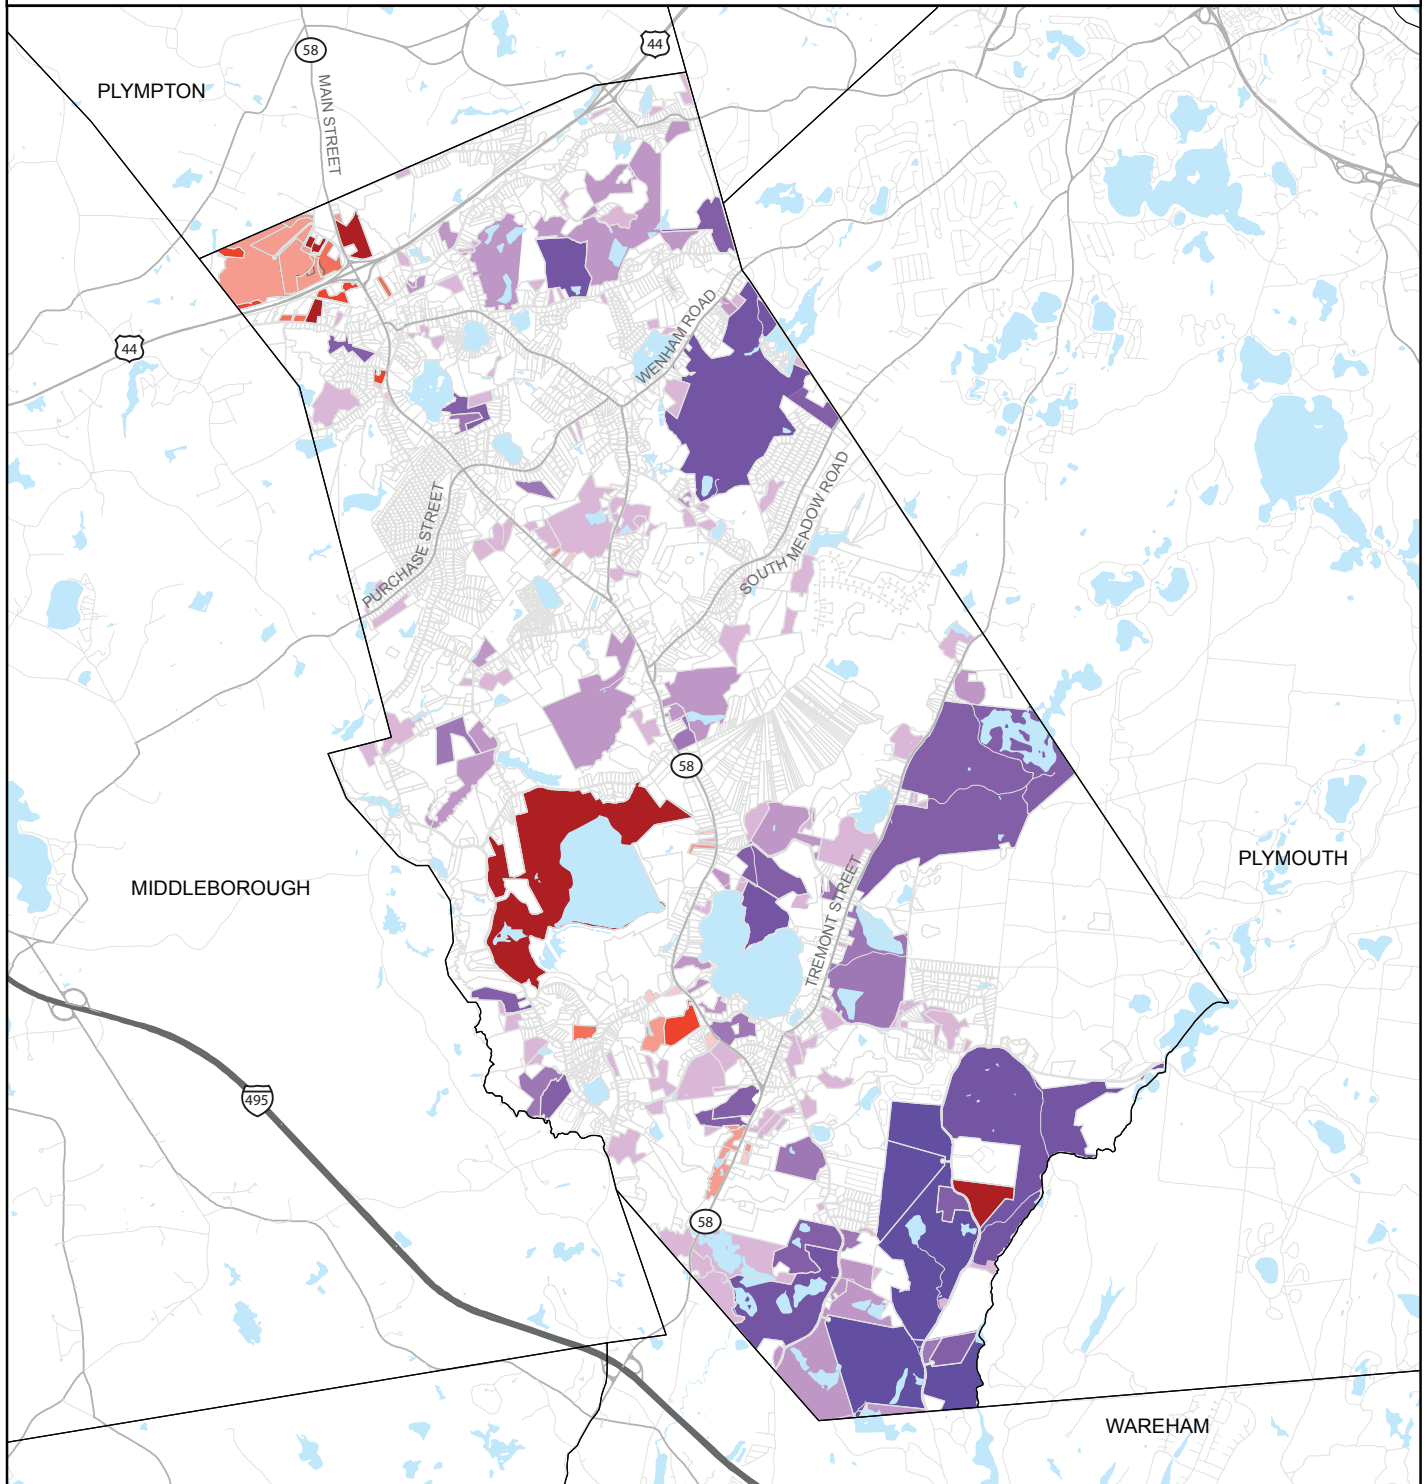 58
44
PLYMPTON
MAIN STREET
44
WENHAM ROAD
PURCHASE STREET
SOUTH MEADOW ROAD
58
PLYMOUTH
MIDDLEBOROUGH
TREMONT STREET
495
58
WAREHAM